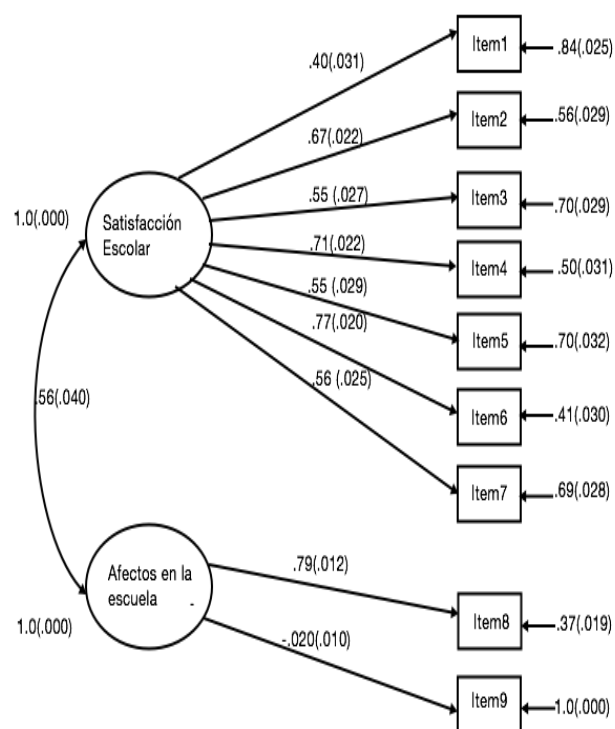 Item1
.84(.025)
.40(.031)
Item2
.56(.029)
.67(.022)
Satisfacción
Escolar
1.0(.000)
.55 (.027)
Item3
.70(.029)
.71(.022)
Item4
.50(.031)
.55 (.029)
Item5
.70(.032)
.77(.020)
.56 (.025)
Item6
.41(.030)
Item7
.69(.028)
.56(.040)
Afectos en la
escuela -
1.0(.000)
.79(.012)
Item8
.37(.019)
-.020(.010)
Item9
1.0(.000)